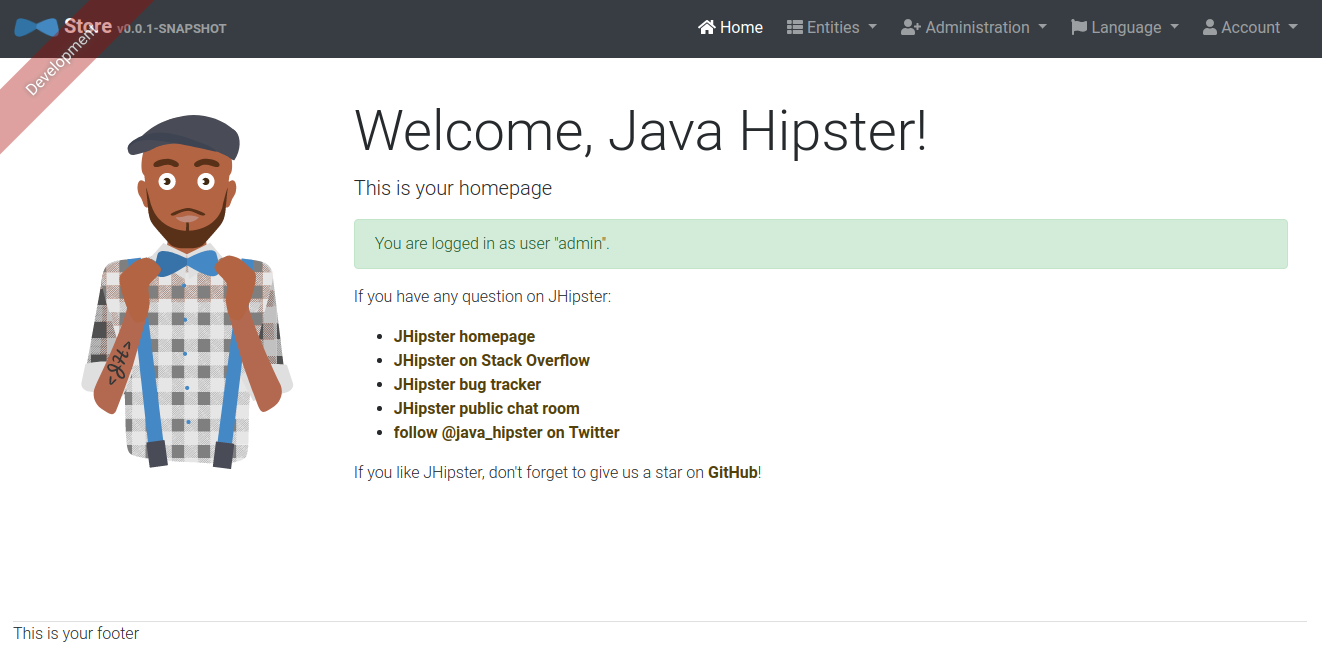 Store v0.0.1-SNAPSHOT
Home Entities Administration Language Account
Development
Welcome, Java Hipster!
This is your homepage
You are logged in as user "admin".
If you have any question on JHipster:
JHipster homepage
JHipster on Stack Overflow
JHipster bug tracker
JHipster public chat room
follow @java_hipster on Twitter
If you like JHipster, don't forget to give us a star on GitHub!
<JH>
This is your footer